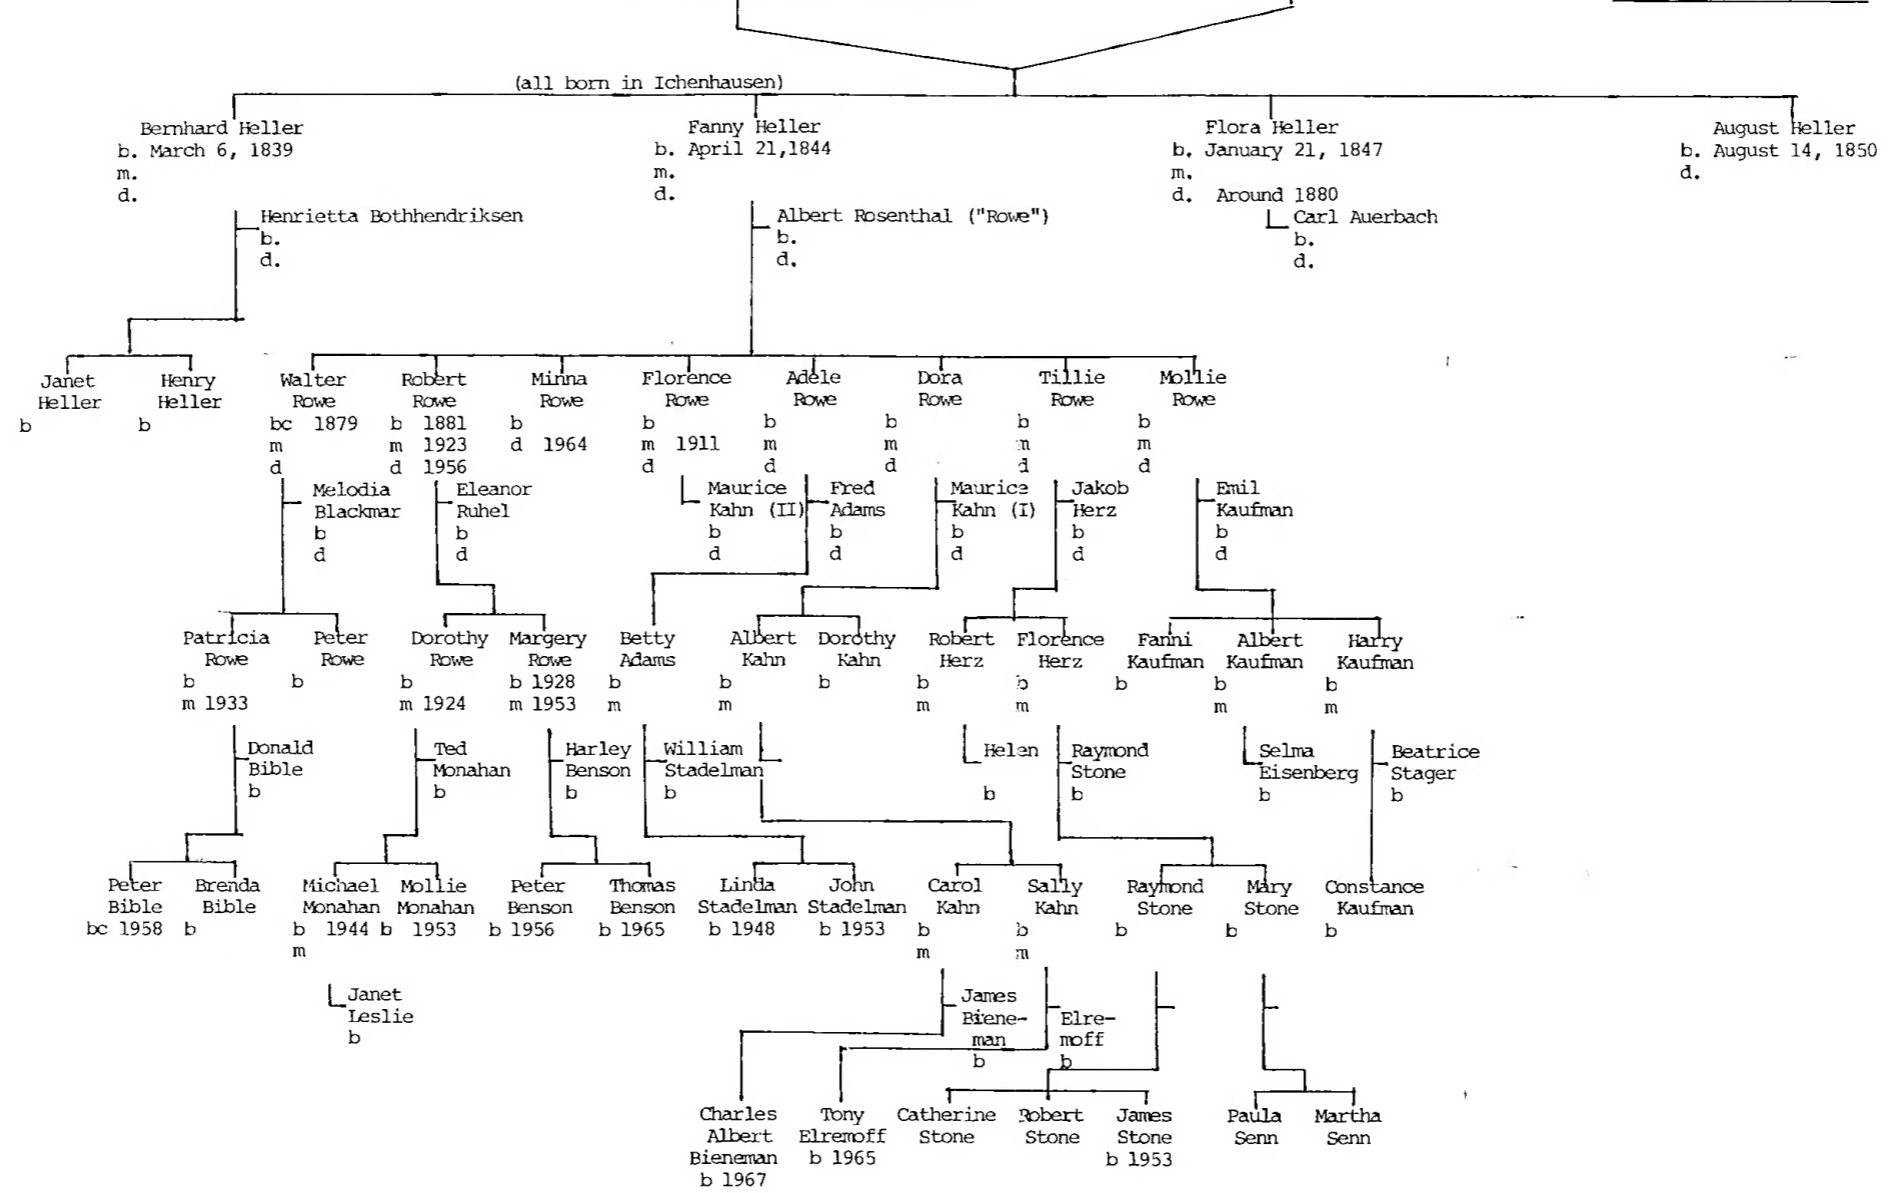 (all born in Ichenhausen)
Bernhard Heller
b. March 6, 1839
m.
d.
Fanny Heller
b. April 21,1844
m.
d.
Flora Heller
b. January 21, 1847
m.
d. Around 1880
August Heller
b. August 14, 1850
d.
Henrietta Bothhendriksen
b.
d.
Albert Rosenthal ("Rowe")
b.
d.
Carl Auerbach
b.
d.
Janet
Heller
b
Henry
Heller
b
Walter
Rowe
bc 1879
m
d
Robert
Rowe
b 1881
m 1923
d 1956
Minna
Rowe
b
d 1964
Florence
Rowe
b
m 1911
d
Adele
Rowe
b
m
d
Dora
Rowe
b
m
d
Tillie
Rowe
b
m
d
Mollie
Rowe
b
m
d
Melodia
Blackmar
b
d
Eleanor
Ruhel
b
d
Maurice
Kahn (II)
b
d
Fred
Adams
b
d
Maurice
Kahn (I)
b
d
Jakob
Herz
b
d
Emil
Kaufman
b
d
Patricia
Rowe
b
m 1933
Peter
Rowe
b
Dorothy
Rowe
b
m 1924
Margery
Rowe
b 1928
m 1953
Betty
Adams
b
m
Albert
Kahn
b
m
Dorothy
Kahn
b
Robert
Herz
b
m
Florence
Herz
b
m
Fanni
Kaufman
b
Albert
Kaufman
b
m
Harry
Kaufman
b
m
Donald
Bible
b
Ted
Monahan
b
Harley
Benson
b
William
Stadelman
b
Helen
b
Raymond
Stone
b
Selma
Eisenberg
b
Beatrice
Stager
b
Peter
Bible
bc 1958
Brenda
Bible
b
Michael
Monahan
b 1944
m
Mollie
Monahan
b 1953
Peter
Benson
b 1956
Thomas
Benson
b 1965
Linda
Stadelman
b 1948
John
Stadelman
b 1953
Carol
Kahn
b
m
Sally
Kahn
b
m
Raymond
Stone
b
Mary
Stone
b
Constance
Kaufman
b
Janet
Leslie
b
James
Biene-
man
b
Elre-
moff
b
Charles
Albert
Bieneman
b 1967
Tony
Elremoff
b 1965
Catherine
Stone
Robert
Stone
James
Stone
b 1953
Paula
Senn
Martha
Senn